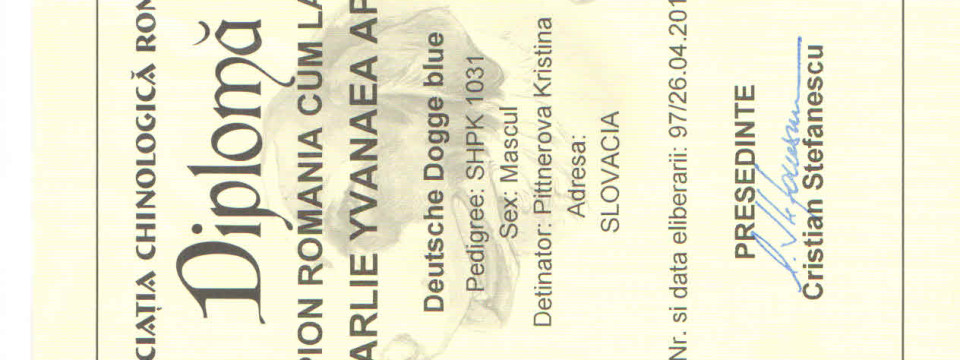 CIAȚIA CHINOLOGICĂ ROM
Diplomă
PION ROMANIA CUM LA
ARLIE YVANAEA AR
Deutsche Dogge blue
Pedigree: SHPK 1031
Sex: Mascul
Detinator: Pittnerova Kristina
Adresa:
SLOVACIA
Nr. si data eliberarii: 97/26.04.201
PRESEDINTE
Cristian Stefanescu